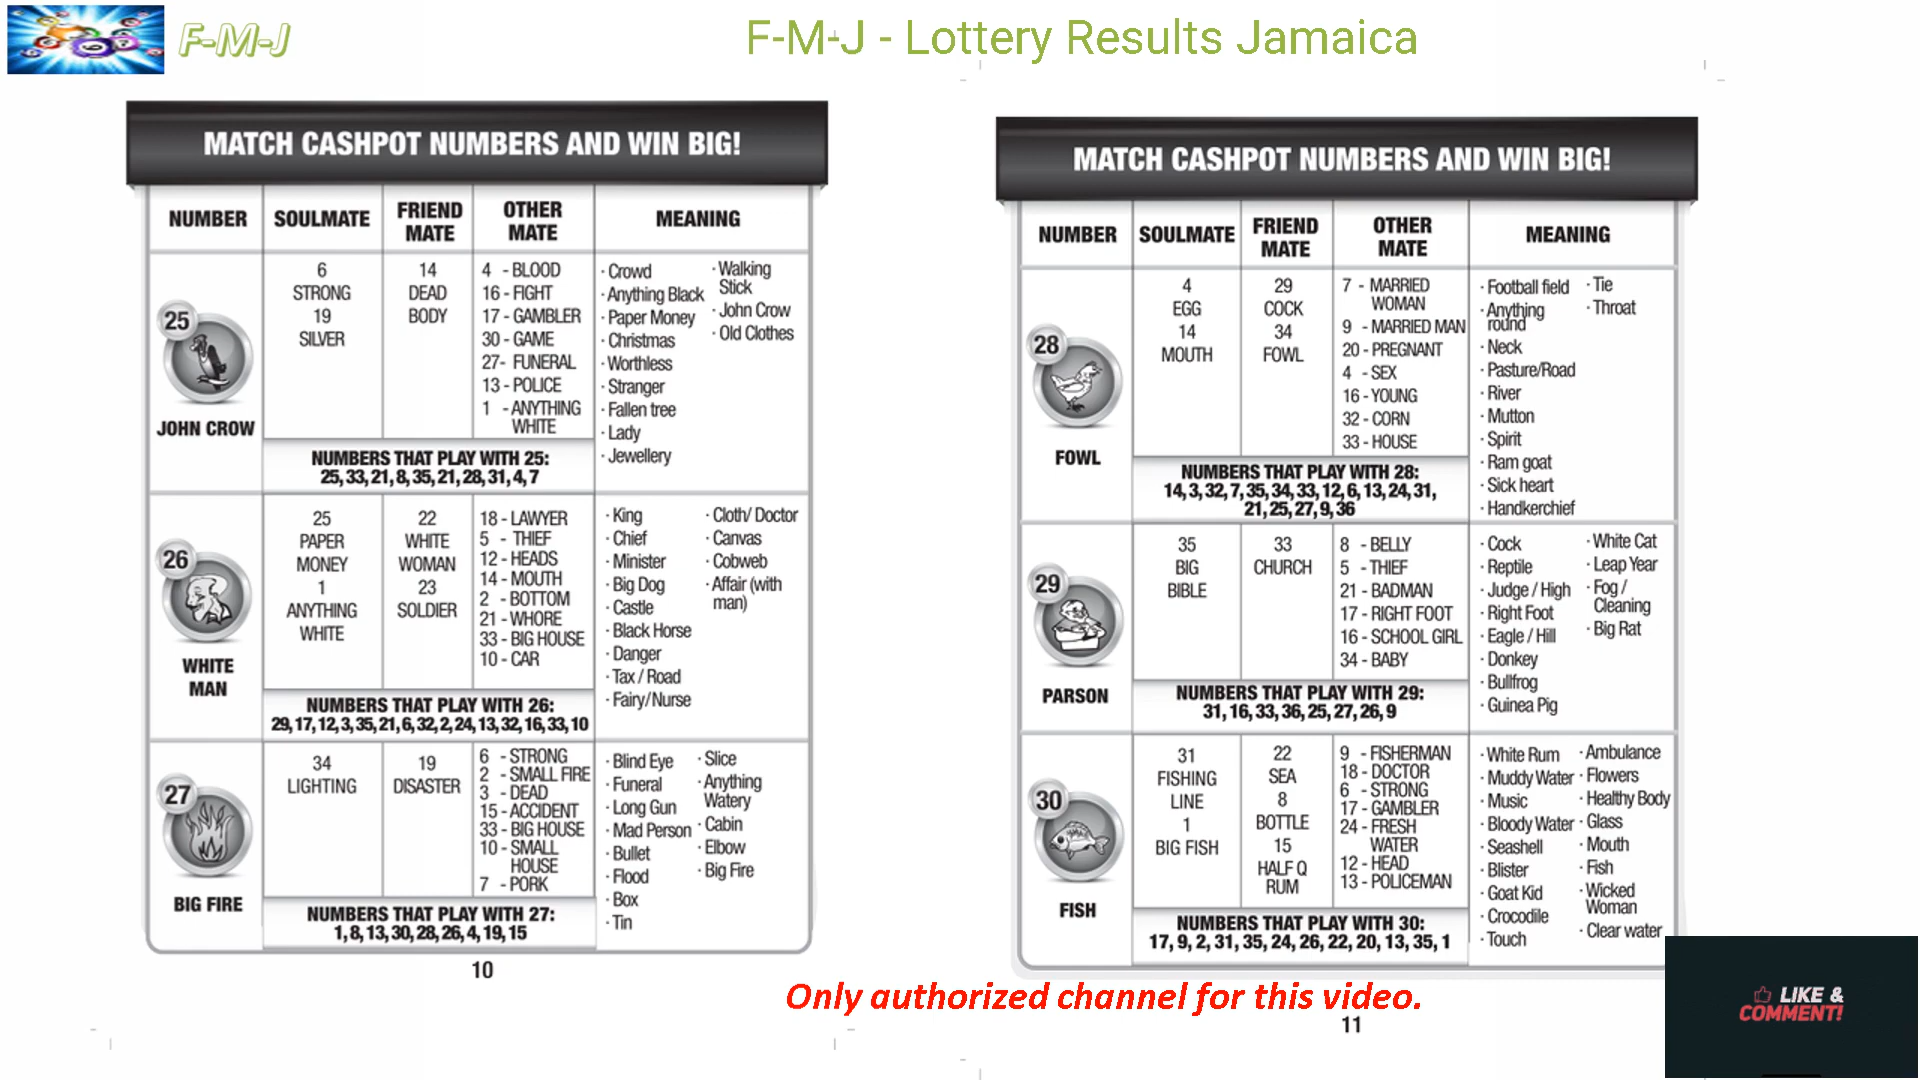 F-M-J
F-M-J - Lottery Results Jamaica
MATCH CASHPOT NUMBERS AND WIN BIG!
NUMBER
SOULMATE
FRIEND
MATE
OTHER
MATE
MEANING
25
JOHN CROW
6
STRONG
19
SILVER
14
DEAD
BODY
4 - BLOOD
16 - FIGHT
17 - GAMBLER
30 - GAME
27- FUNERAL
13 - POLICE
1 - ANYTHING
WHITE
· Crowd
· Anything Black
· Paper Money
· Christmas
· Worthless
· Stranger
· Fallen tree
· Lady
· Jewellery
· Walking
Stick
· John Crow
· Old Clothes
NUMBERS THAT PLAY WITH 25:
25, 33, 21, 8, 35, 21, 28, 31, 4, 7
26
WHITE
MAN
25
PAPER
MONEY
1
ANYTHING
WHITE
22
WHITE
WOMAN
23
SOLDIER
18 - LAWYER
5 - THIEF
12 - HEADS
14 - MOUTH
2 - BOTTOM
21 - WHORE
33 - BIG HOUSE
10 - CAR
· King
· Chief
· Minister
· Big Dog
· Castle
· Black Horse
· Danger
· Tax / Road
· Fairy/Nurse
· Cloth/ Doctor
· Canvas
· Cobweb
· Affair (with
man)
NUMBERS THAT PLAY WITH 26:
29, 17, 12, 3, 35, 21, 6, 32, 2, 24, 13, 32, 16, 33, 10
27
BIG FIRE
34
LIGHTING
19
DISASTER
6 - STRONG
2 - SMALL FIRE
3 - DEAD
15 - ACCIDENT
33 - BIG HOUSE
10 - SMALL
HOUSE
7 - PORK
· Blind Eye
· Funeral
· Long Gun
· Mad Person
· Bullet
· Flood
· Box
· Tin
· Slice
· Anything
Watery
· Cabin
· Elbow
· Big Fire
NUMBERS THAT PLAY WITH 27:
1, 8, 13, 30, 28, 26, 4, 19, 15
10
MATCH CASHPOT NUMBERS AND WIN BIG!
NUMBER
SOULMATE
FRIEND
MATE
OTHER
MATE
MEANING
28
FOWL
4
EGG
14
MOUTH
29
COCK
34
FOWL
7 - MARRIED
WOMAN
9 - MARRIED MAN
20 - PREGNANT
4 - SEX
16 - YOUNG
32 - CORN
33 - HOUSE
· Football field
· Anything
round
· Neck
· Pasture/Road
· River
· Mutton
· Spirit
· Ram goat
· Sick heart
· Handkerchief
· Tie
· Throat
NUMBERS THAT PLAY WITH 28:
14, 3, 32, 7, 35, 34, 33, 12, 6, 13, 24, 31,
21, 25, 27, 9, 36
29
PARSON
35
BIG
BIBLE
33
CHURCH
8 - BELLY
5 - THIEF
21 - BADMAN
17 - RIGHT FOOT
16 - SCHOOL GIRL
34 - BABY
· Cock
· Reptile
· Judge / High
· Right Foot
· Eagle / Hill
· Donkey
· Bullfrog
· Guinea Pig
· White Cat
· Leap Year
· Fog /
Cleaning
· Big Rat
NUMBERS THAT PLAY WITH 29:
31, 16, 33, 36, 25, 27, 26, 9
30
FISH
31
FISHING
LINE
1
BIG FISH
22
SEA
8
BOTTLE
15
HALF Q
RUM
9 - FISHERMAN
18 - DOCTOR
6 - STRONG
17 - GAMBLER
24 - FRESH
WATER
12 - HEAD
13 - POLICEMAN
· White Rum
· Muddy Water
· Music
· Bloody Water
· Seashell
· Blister
· Goat Kid
· Crocodile
· Touch
· Ambulance
· Flowers
· Healthy Body
· Glass
· Mouth
· Fish
· Wicked
Woman
· Clear water
NUMBERS THAT PLAY WITH 30:
17, 9, 2, 31, 35, 24, 26, 22, 20, 13, 35, 1
Only authorized channel for this video.
11
LIKE &
COMMENT!